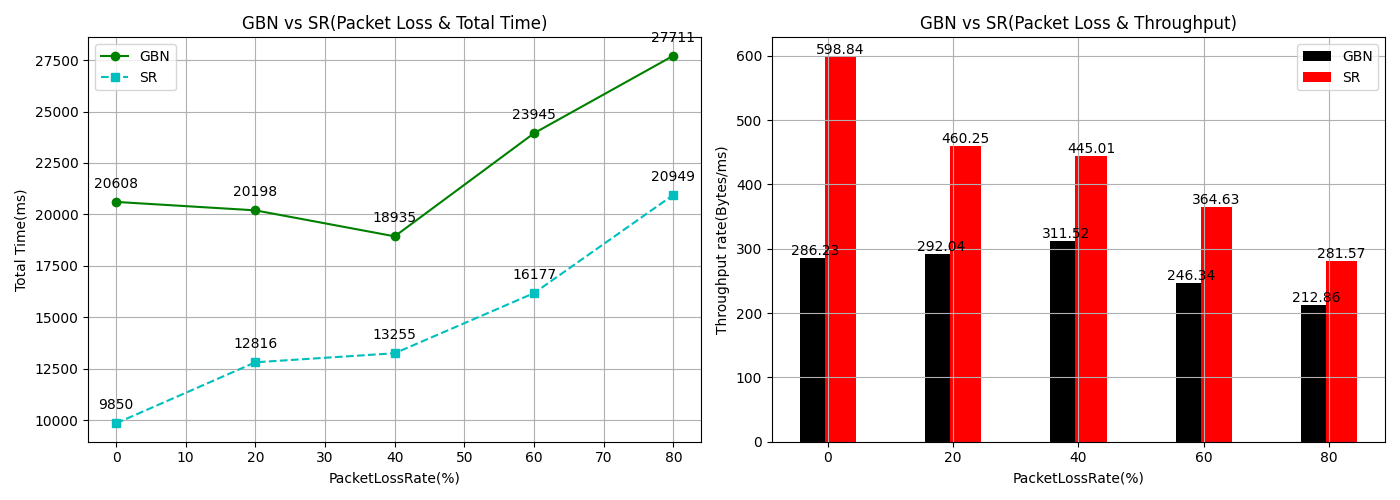 GBN vs SR(Packet Loss & Total Time)
Total Time(ms)
27500
25000
22500
20000
17500
15000
12500
10000
GBN
SR
20608
20198
18935
23945
27711
9850
12816
13255
16177
20949
0 10 20 30 40 50 60 70 80
PacketLossRate(%)
GBN vs SR(Packet Loss & Throughput)
Throughput rate(Bytes/ms)
600
500
400
300
200
100
0
GBN
SR
598.84
460.25
445.01
364.63
281.57
286.23
292.04
311.52
246.34
212.86
0 20 40 60 80
PacketLossRate(%)